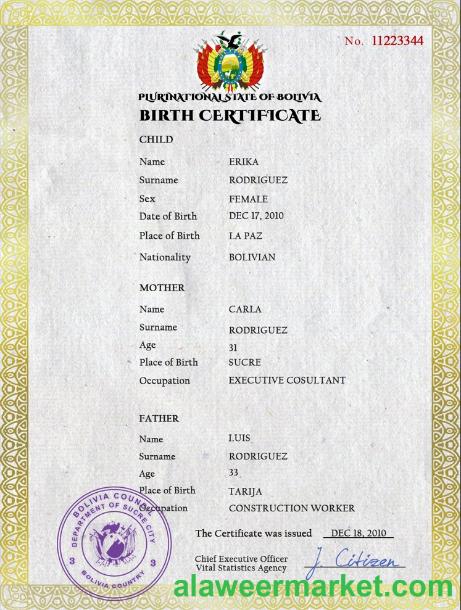 No. 11223344
PLURINATIONAL STATE OF BOLIVIA
BIRTH CERTIFICATE
CHILD
Name ERIKA
Surname RODRIGUEZ
Sex FEMALE
Date of Birth DEC 17, 2010
Place of Birth LA PAZ
Nationality BOLIVIAN
MOTHER
Name CARLA
Surname RODRIGUEZ
Age 31
Place of Birth SUCRE
Occupation EXECUTIVE COSULTANT
FATHER
Name LUIS
Surname RODRIGUEZ
Age 33
Place of Birth TARIJA
Occupation CONSTRUCTION WORKER
BOLIVIA COUNCIL
DEPARTMENT OF SUCRE CITY
3 3
BOLIVIA COUNTRY
The Certificate was issued DEC 18, 2010
Chief Executive Officer
Vital Statistics Agency J. Citizen
alaweermarket.com